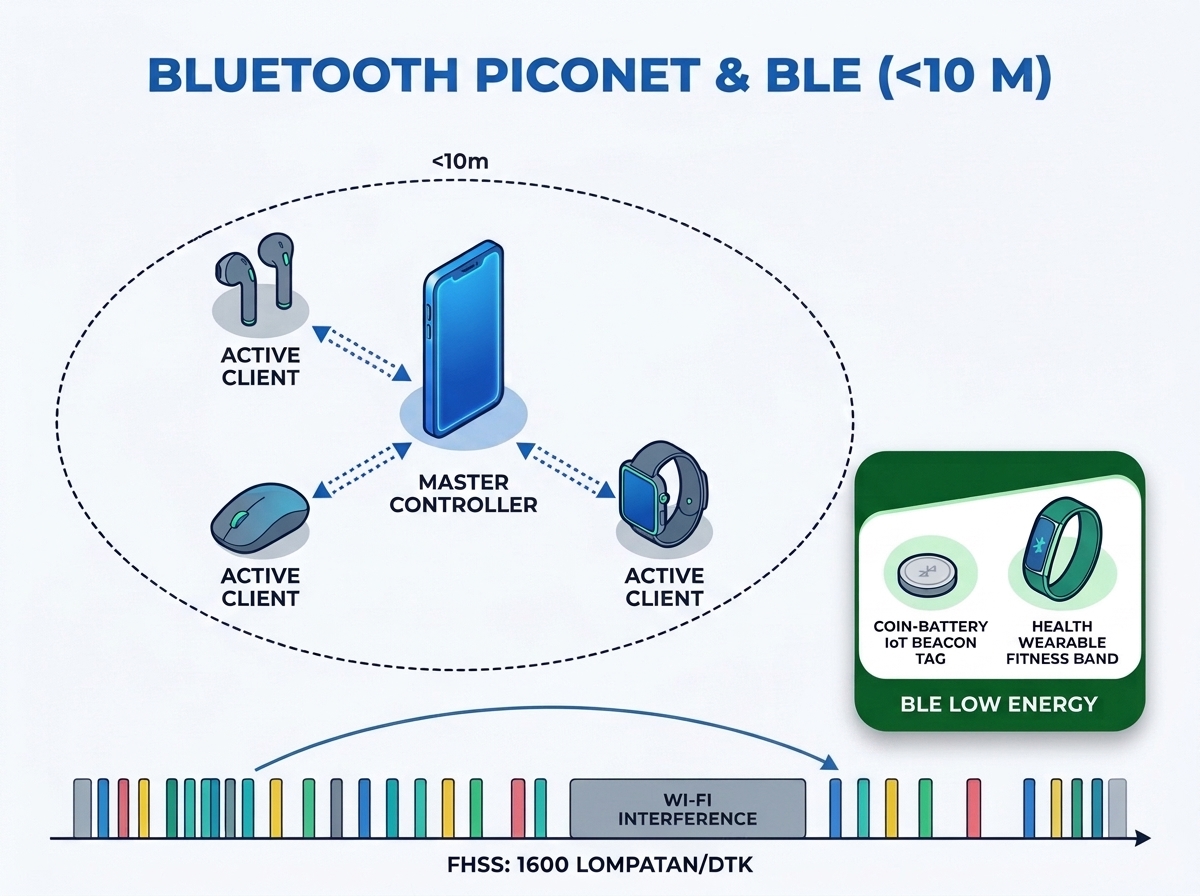 BLUETOOTH PICONET & BLE (<10 M)
<10m
ACTIVE
CLIENT
MASTER
CONTROLLER
ACTIVE
CLIENT
ACTIVE
CLIENT
COIN-BATTERY
IoT BEACON
TAG
HEALTH
WEARABLE
FITNESS BAND
BLE LOW ENERGY
WI-FI
INTERFERENCE
FHSS: 1600 LOMPATAN/DTK